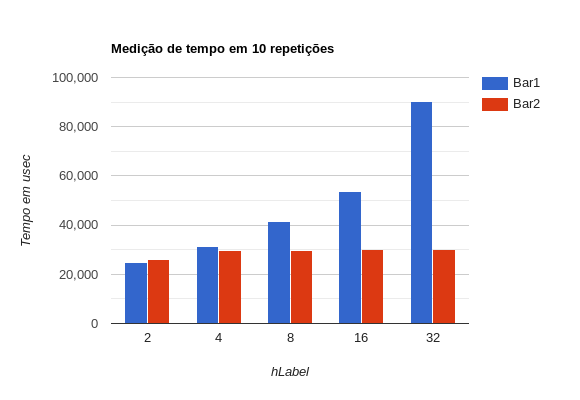 Medição de tempo em 10 repetições
100,000
80,000
60,000
40,000
20,000
0
Tempo em usec
2 4 8 16 32
hLabel
Bar1
Bar2